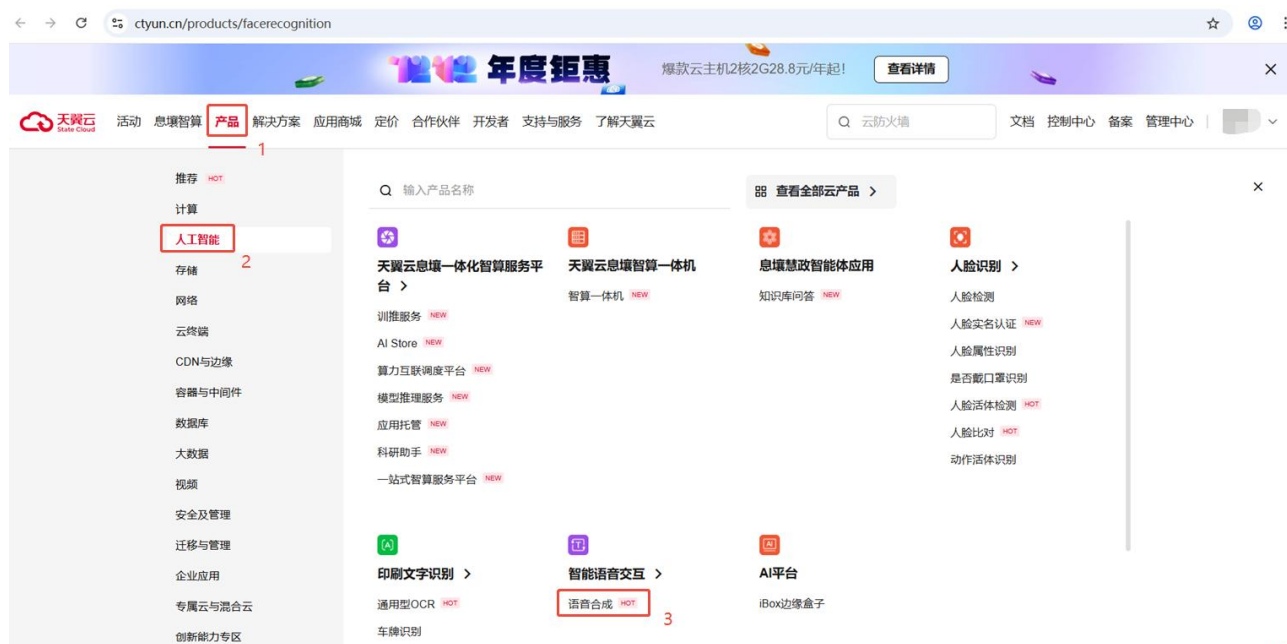 ctyun.cn/products/facerecognition
1212 年度钜惠 爆款云主机2核2G28.8元/年起! 查看详情
天翼云 State Cloud 活动 息壤智算 产品 解决方案 应用商城 定价 合作伙伴 开发者 支持与服务 了解天翼云 云防火墙 文档 控制中心 备案 管理中心
1
推荐 HOT
输入产品名称 查看全部云产品
计算
人工智能
2
存储
网络
云终端
CDN与边缘
容器与中间件
数据库
大数据
视频
安全及管理
迁移与管理
企业应用
专属云与混合云
创新能力专区
天翼云息壤一体化智算服务平台
训推服务 NEW
AI Store NEW
算力互联调度平台 NEW
模型推理服务 NEW
应用托管 NEW
科研助手 NEW
一站式智算服务平台 NEW
天翼云息壤智算一体机
智算一体机 NEW
息壤慧政智能体应用
知识库问答 NEW
人脸识别
人脸检测
人脸实名认证 NEW
人脸属性识别
是否戴口罩识别
人脸活体检测 HOT
人脸比对 HOT
动作活体识别
印刷文字识别
通用型OCR HOT
车牌识别
智能语音交互
语音合成 HOT
3
AI平台
iBox边缘盒子